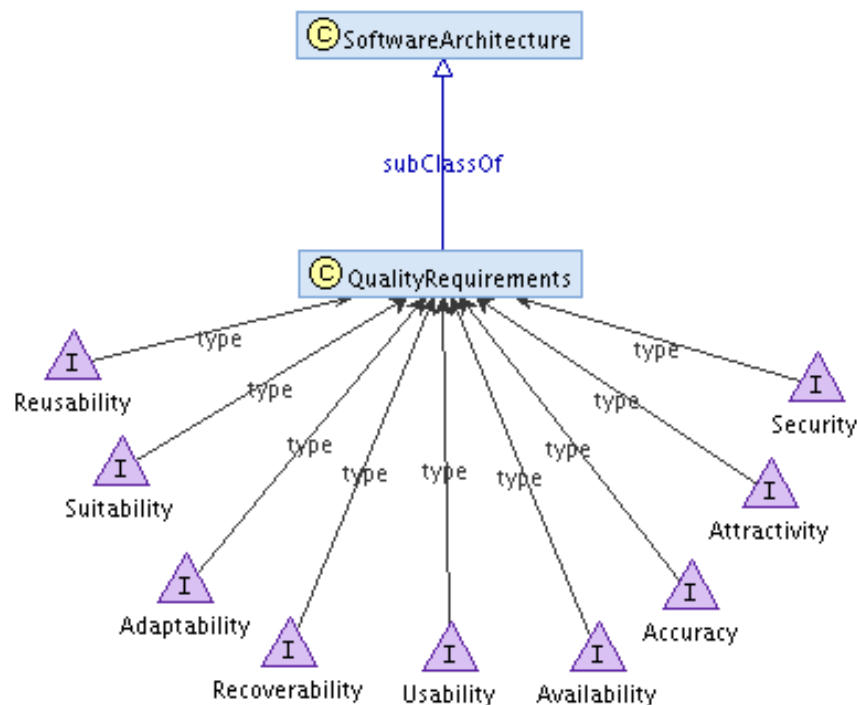 C SoftwareArchitecture
subClassOf
C QualityRequirements
type
type
type
type
type
type
type
type
type
I
Reusability
I
Suitability
I
Adaptability
I
Recoverability
I
Usability
I
Availability
I
Accuracy
I
Attractivity
I
Security